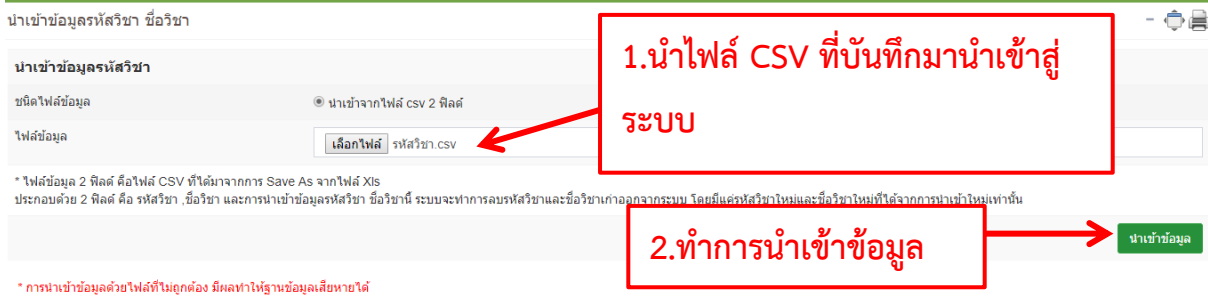 นำเข้าข้อมูลรหัสวิชา ชื่อวิชา
1.นำไฟล์ CSV ที่บันทึกมานำเข้าสู่
ระบบ
นำเข้าข้อมูลรหัสวิชา
ชนิดไฟล์ข้อมูล
นำเข้าจากไฟล์ csv 2 ฟิลด์
ไฟล์ข้อมูล
เลือกไฟล์ รหัสวิชา.csv
* ไฟล์ข้อมูล 2 ฟิลด์ คือไฟล์ CSV ที่ได้มาจากการ Save As จากไฟล์ Xls
ประกอบด้วย 2 ฟิลด์ คือ รหัสวิชา ,ชื่อวิชา และการนำเข้าข้อมูลรหัสวิชา ชื่อวิชานี้ ระบบจะทำการลบรหัสวิชาและชื่อวิชาเก่าออกจากระบบ โดยมีแค่รหัสวิชาใหม่และชื่อวิชาใหม่ที่ได้จากการนำเข้าใหม่เท่านั้น
2.ทำการนำเข้าข้อมูล
นำเข้าข้อมูล
* การนำเข้าข้อมูลด้วยไฟล์ที่ไม่ถูกต้อง มีผลทำให้ฐานข้อมูลเสียหายได้